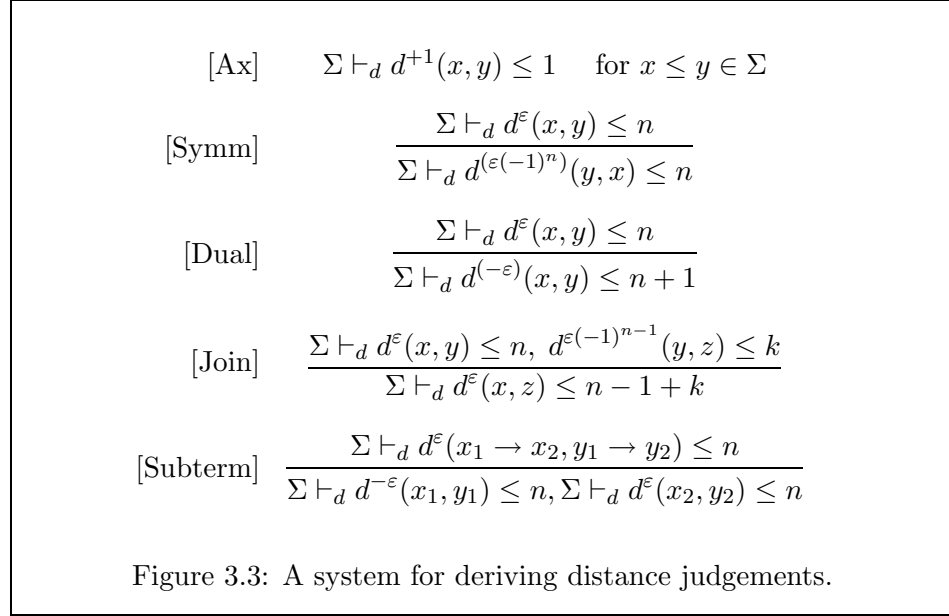 [Ax] Σ ⊢_d d^{+1}(x, y) ≤ 1 for x ≤ y ∈ Σ
[Symm] Σ ⊢_d d^ε(x, y) ≤ n
Σ ⊢_d d^{(ε(−1)^n)}(y, x) ≤ n
[Dual] Σ ⊢_d d^ε(x, y) ≤ n
Σ ⊢_d d^{(−ε)}(x, y) ≤ n + 1
[Join] Σ ⊢_d d^ε(x, y) ≤ n, d^{ε(−1)^{n−1}}(y, z) ≤ k
Σ ⊢_d d^ε(x, z) ≤ n − 1 + k
[Subterm] Σ ⊢_d d^ε(x_1 → x_2, y_1 → y_2) ≤ n
Σ ⊢_d d^{−ε}(x_1, y_1) ≤ n, Σ ⊢_d d^ε(x_2, y_2) ≤ n
Figure 3.3: A system for deriving distance judgements.